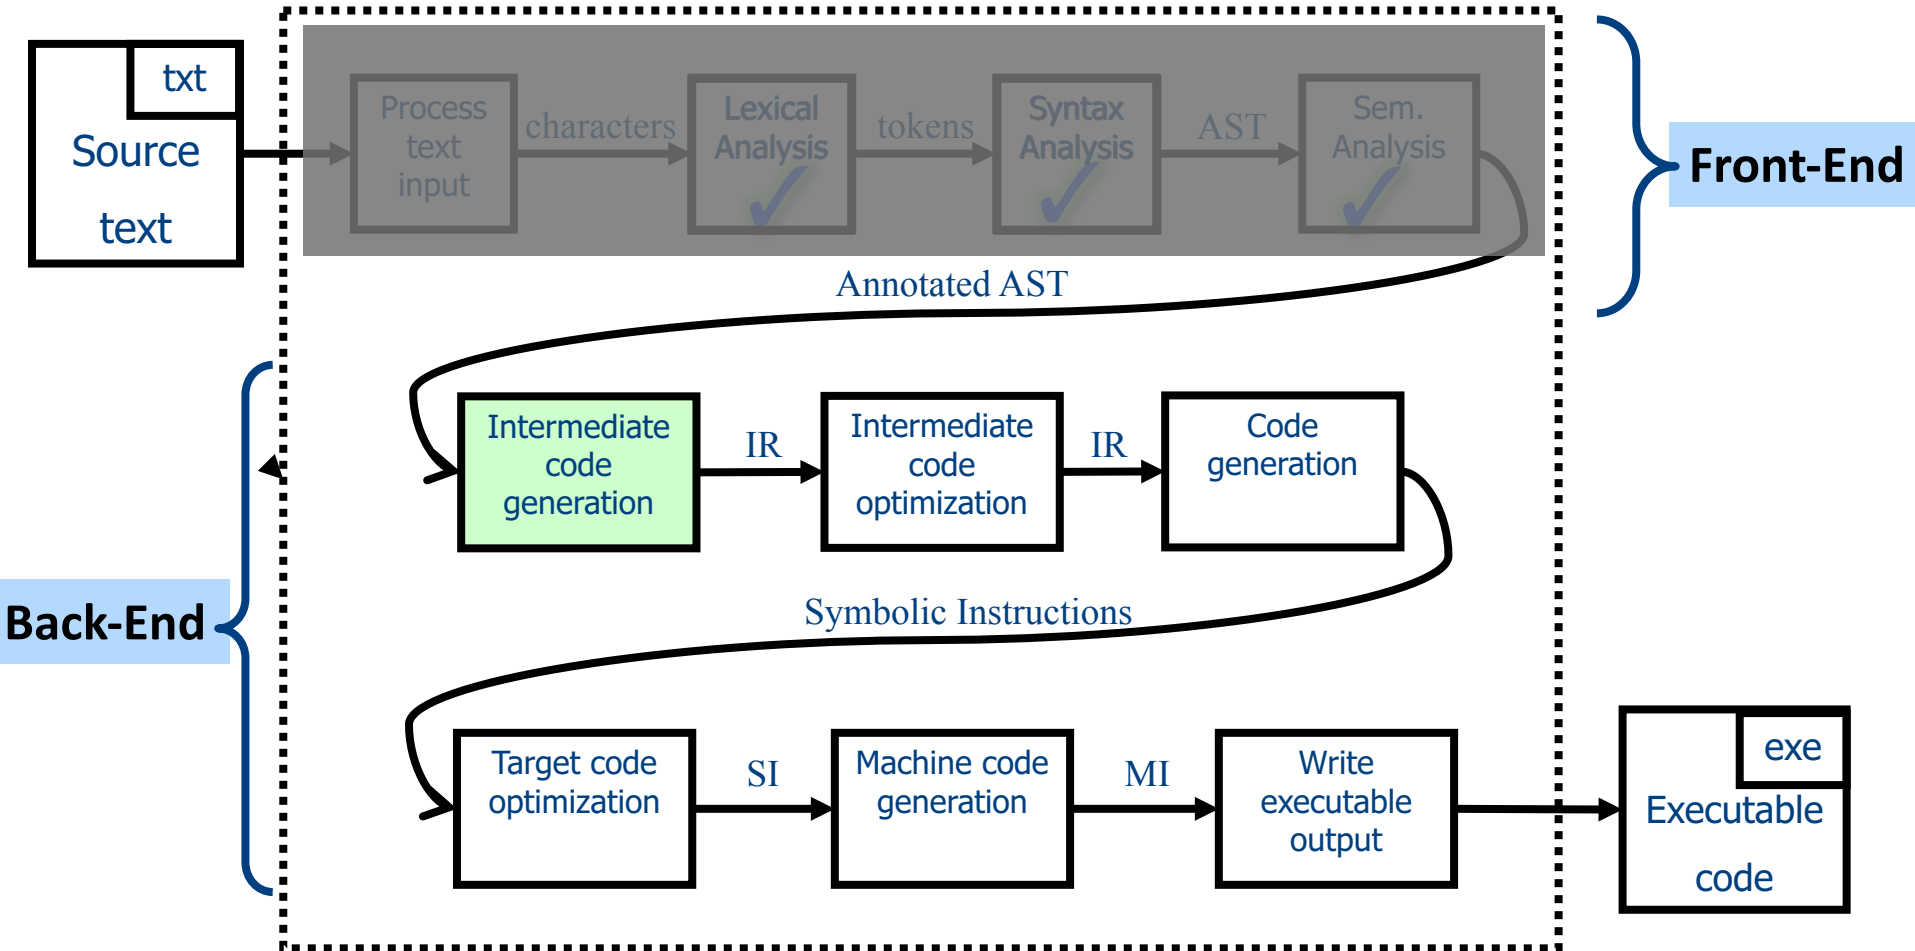 txt
Source
text
Process
text
input
characters
Lexical
Analysis
tokens
Syntax
Analysis
AST
Sem.
Analysis
Front-End
Annotated AST
Intermediate
code
generation
IR
Intermediate
code
optimization
IR
Code
generation
Back-End
Symbolic Instructions
Target code
optimization
SI
Machine code
generation
MI
Write
executable
output
exe
Executable
code